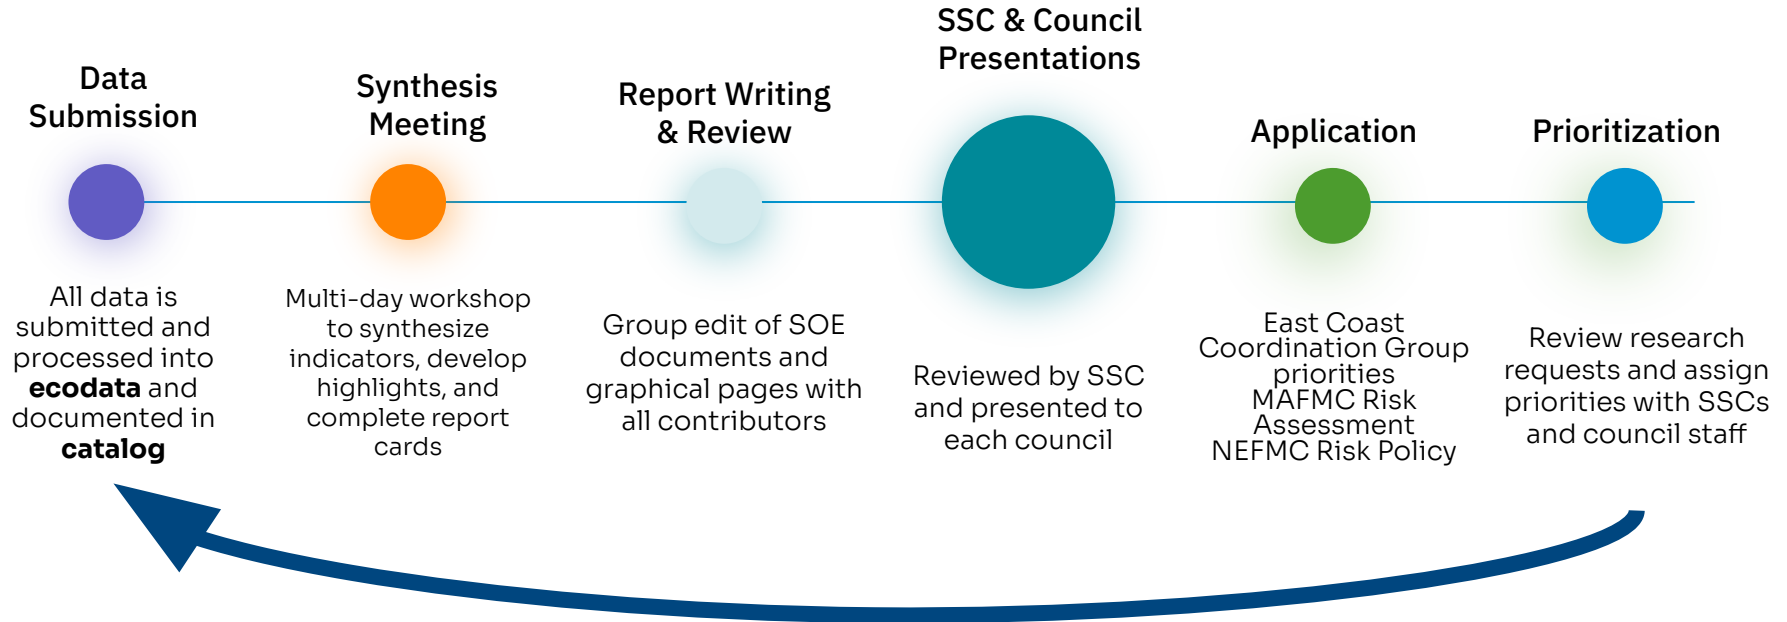 Data
Submission
All data is
submitted and
processed into
ecodata and
documented in
catalog
Synthesis
Meeting
Multi-day workshop
to synthesize
indicators, develop
highlights, and
complete report
cards
Report Writing
& Review
Group edit of SOE
documents and
graphical pages with
all contributors
SSC & Council
Presentations
Reviewed by SSC
and presented to
each council
Application
East Coast
Coordination Group
priorities
MAFMC Risk
Assessment
NEFMC Risk Policy
Prioritization
Review research
requests and assign
priorities with SSCs
and council staff